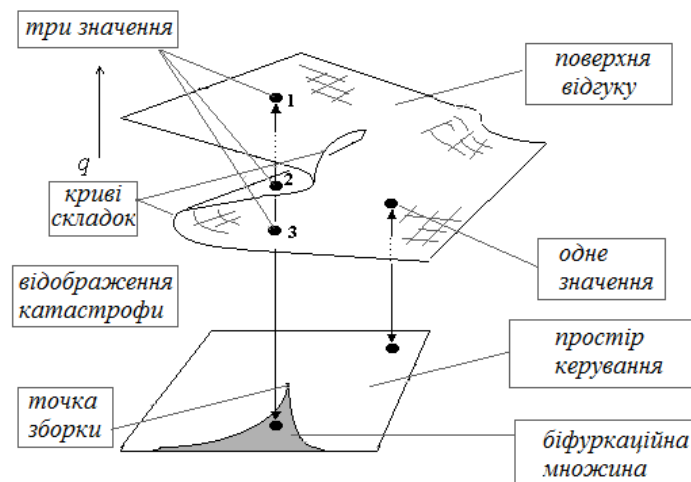 три значення
поверхня
відгуку
1
q
2
криві
складок
3
одне
значення
відображення
катастрофи
простір
керування
точка
зборки
біфуркаційна
множина